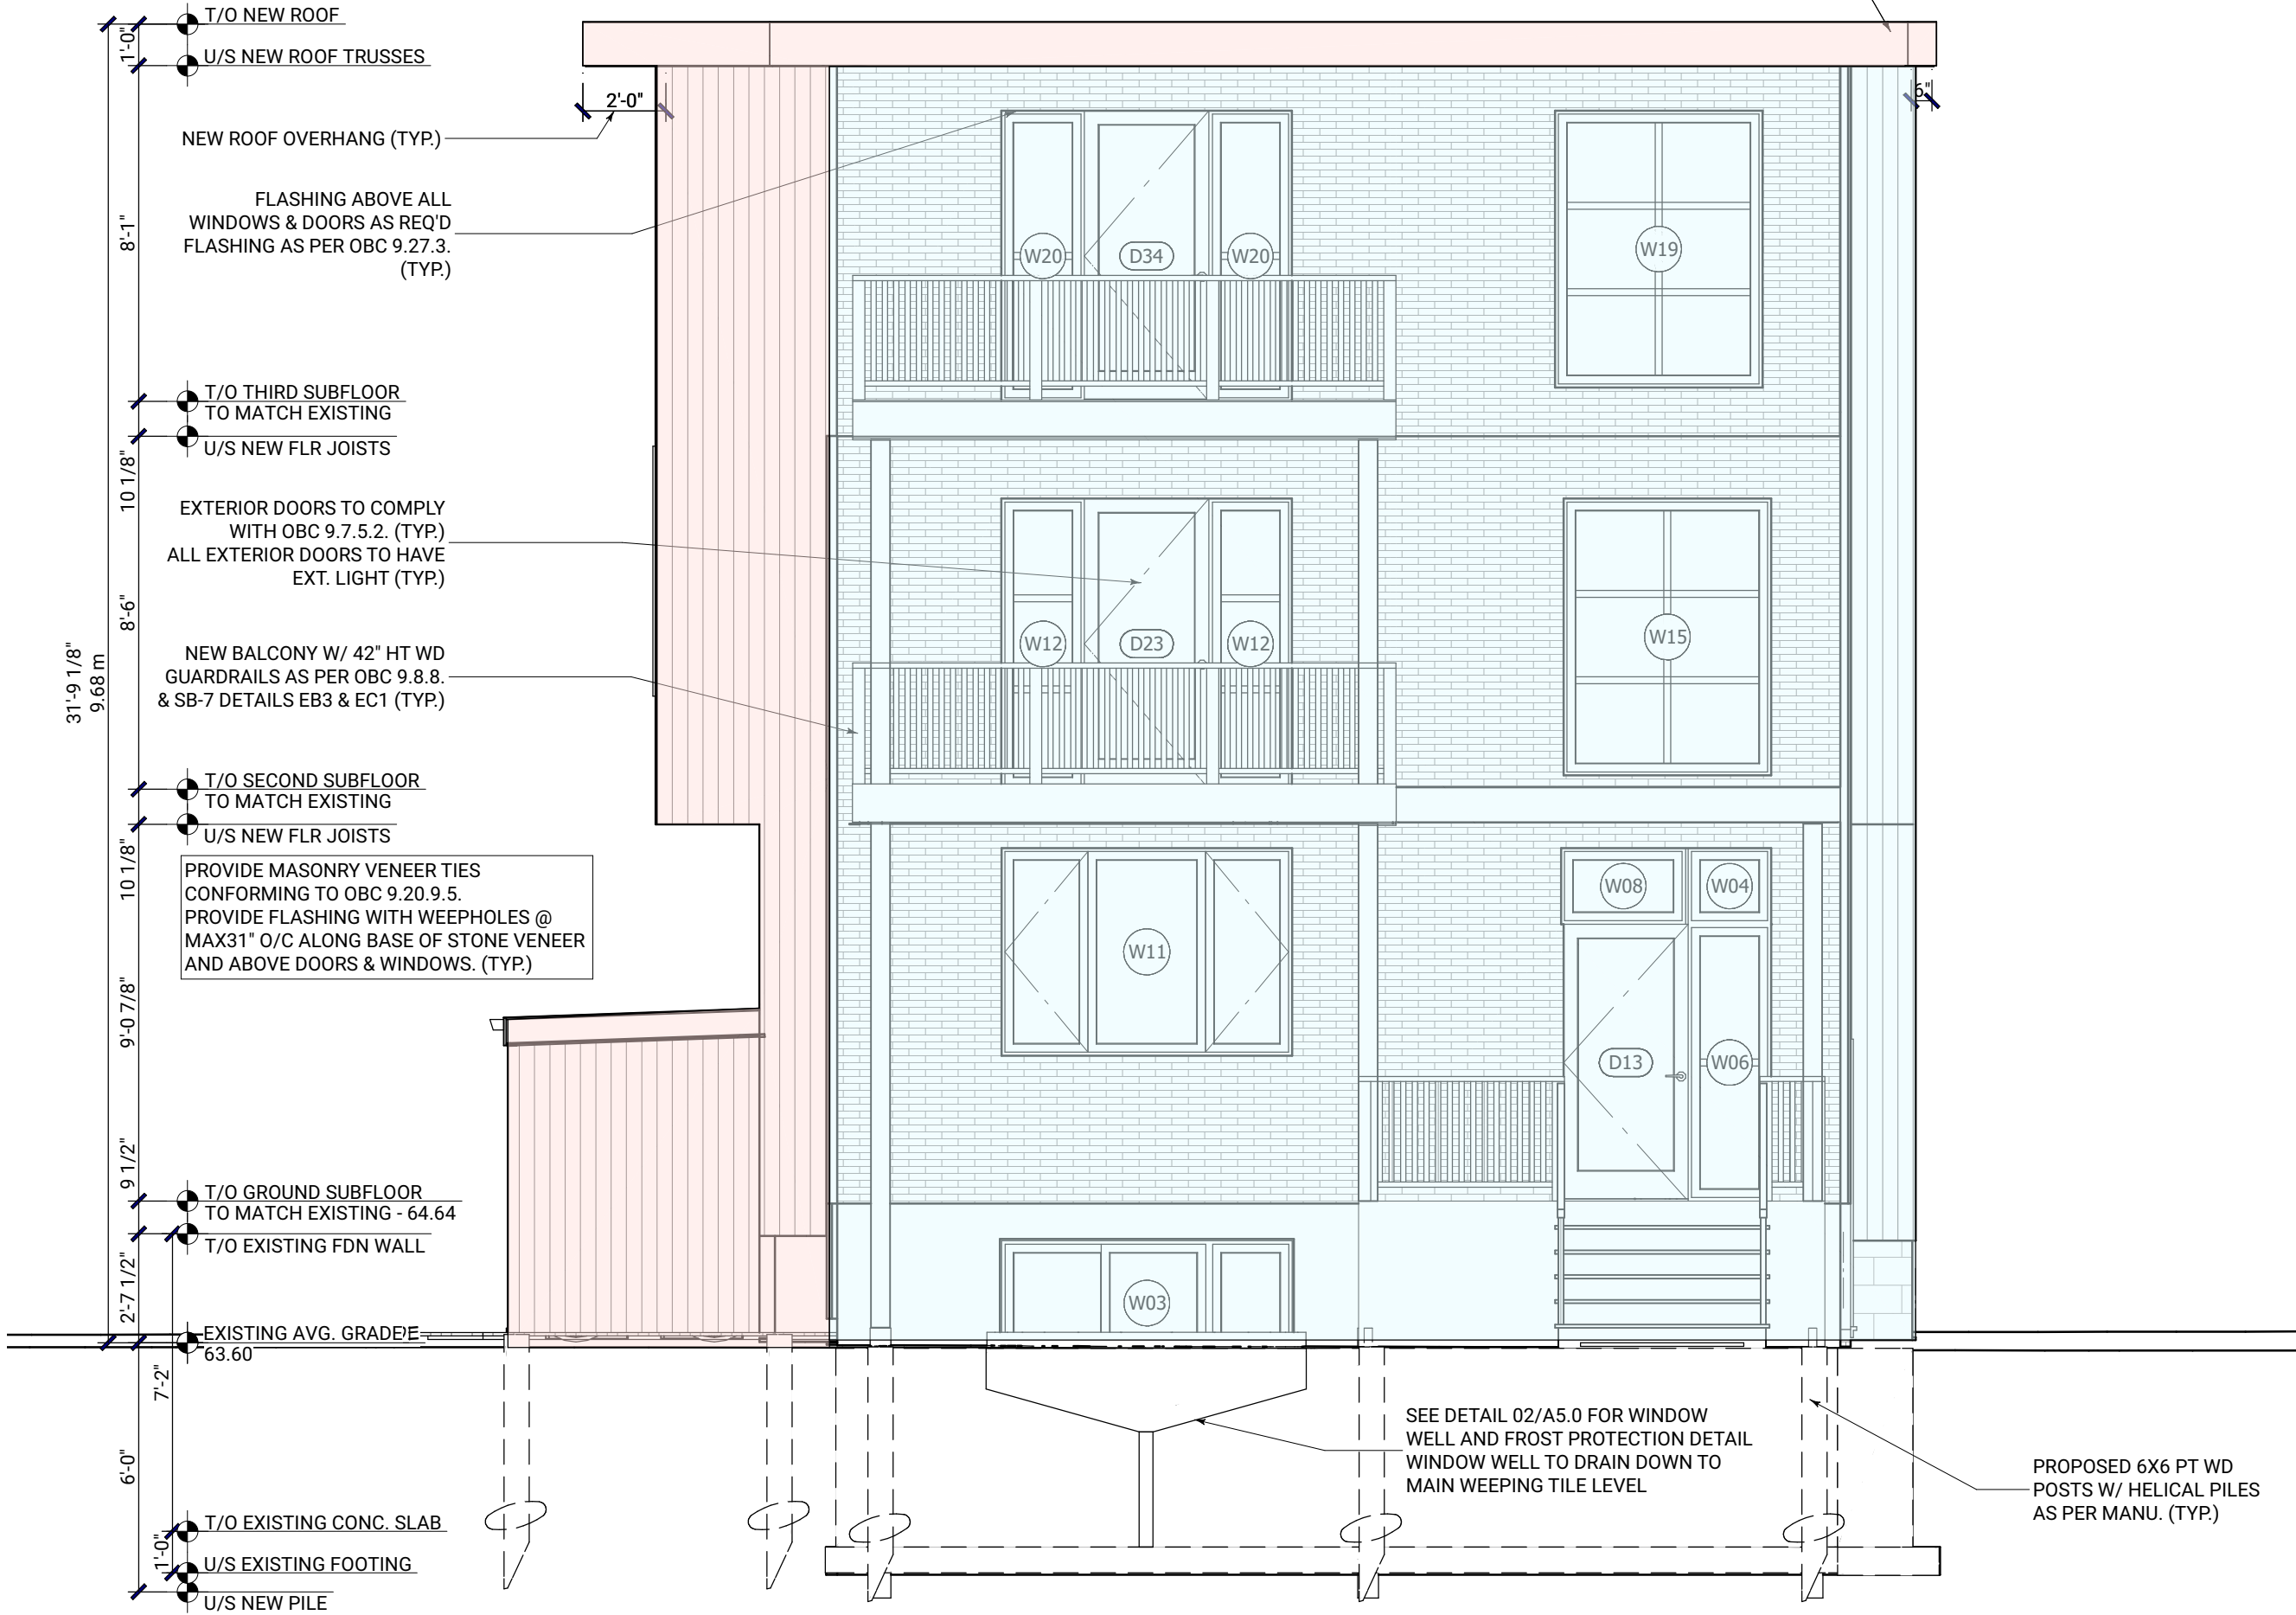 T/O NEW ROOF
1'-0"
U/S NEW ROOF TRUSSES
2'-0"
6"
NEW ROOF OVERHANG (TYP.)
FLASHING ABOVE ALL
WINDOWS & DOORS AS REQ'D
FLASHING AS PER OBC 9.27.3.
(TYP.)
8'-1"
W20
D34
W20
W19
T/O THIRD SUBFLOOR
TO MATCH EXISTING
U/S NEW FLR JOISTS
10 1/8"
EXTERIOR DOORS TO COMPLY
WITH OBC 9.7.5.2. (TYP.)
ALL EXTERIOR DOORS TO HAVE
EXT. LIGHT (TYP.)
8'-6"
W12
D23
W12
W15
31'-9 1/8"
9.68 m
NEW BALCONY W/ 42" HT WD
GUARDRAILS AS PER OBC 9.8.8.
& SB-7 DETAILS EB3 & EC1 (TYP.)
T/O SECOND SUBFLOOR
TO MATCH EXISTING
U/S NEW FLR JOISTS
10 1/8"
PROVIDE MASONRY VENEER TIES
CONFORMING TO OBC 9.20.9.5.
PROVIDE FLASHING WITH WEEPHOLES @
MAX31" O/C ALONG BASE OF STONE VENEER
AND ABOVE DOORS & WINDOWS. (TYP.)
W08
W04
W11
9'-0 7/8"
D13
W06
9 1/2"
T/O GROUND SUBFLOOR
TO MATCH EXISTING - 64.64
T/O EXISTING FDN WALL
2'-7 1/2"
W03
EXISTING AVG. GRADE
63.60
7'-2"
6'-0"
SEE DETAIL 02/A5.0 FOR WINDOW
WELL AND FROST PROTECTION DETAIL
WINDOW WELL TO DRAIN DOWN TO
MAIN WEEPING TILE LEVEL
PROPOSED 6X6 PT WD
POSTS W/ HELICAL PILES
AS PER MANU. (TYP.)
T/O EXISTING CONC. SLAB
1'-0"
U/S EXISTING FOOTING
U/S NEW PILE